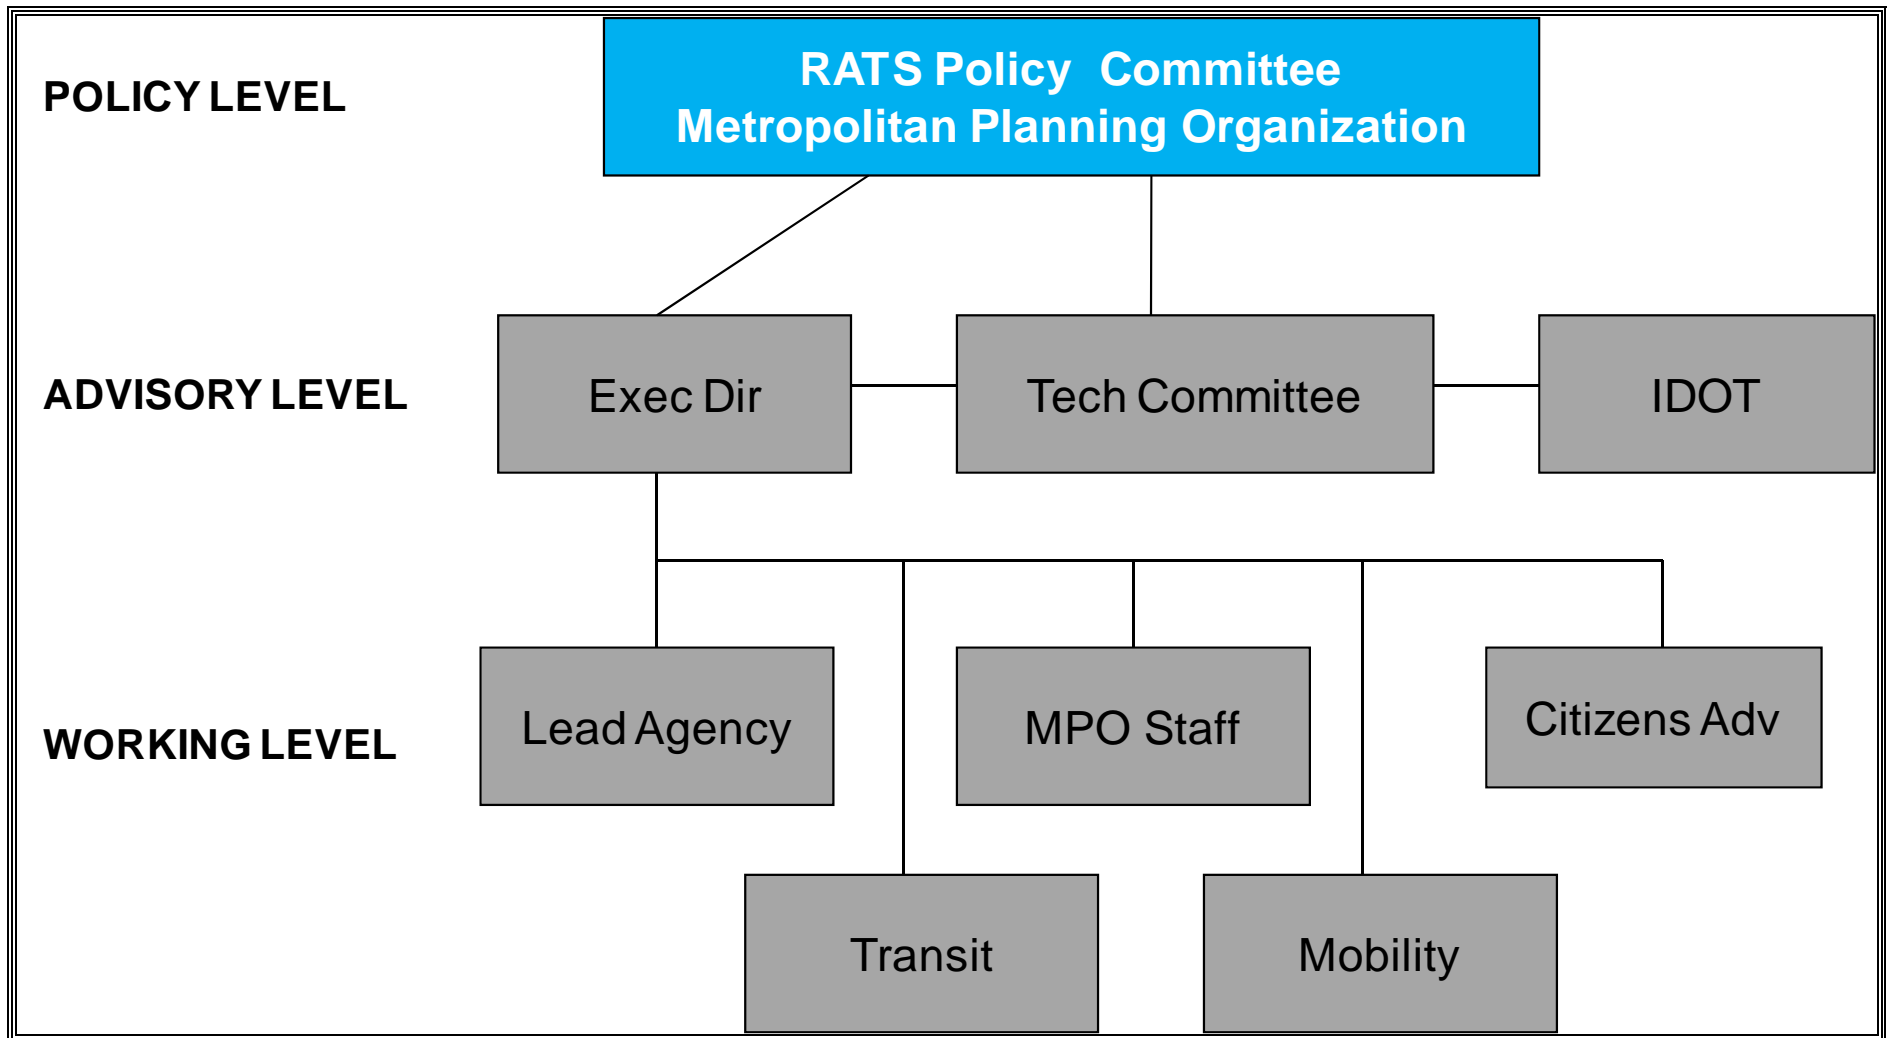 POLICY LEVEL
RATS Policy Committee
Metropolitan Planning Organization
ADVISORY LEVEL
Exec Dir
Tech Committee
IDOT
WORKING LEVEL
Lead Agency
MPO Staff
Citizens Adv
Transit
Mobility